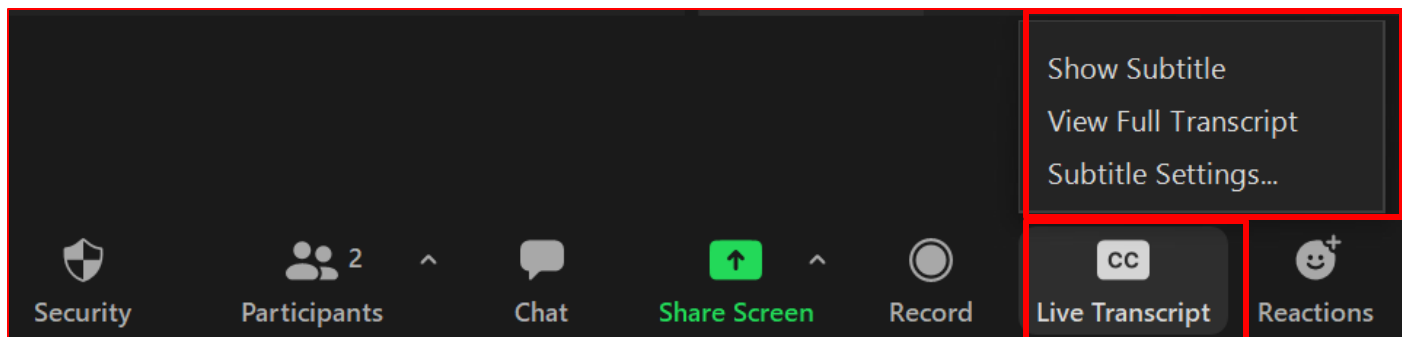 Show Subtitle
View Full Transcript
Subtitle Settings...
2
CC
Security
Participants
Chat
Share Screen
Record
Live Transcript
Reactions